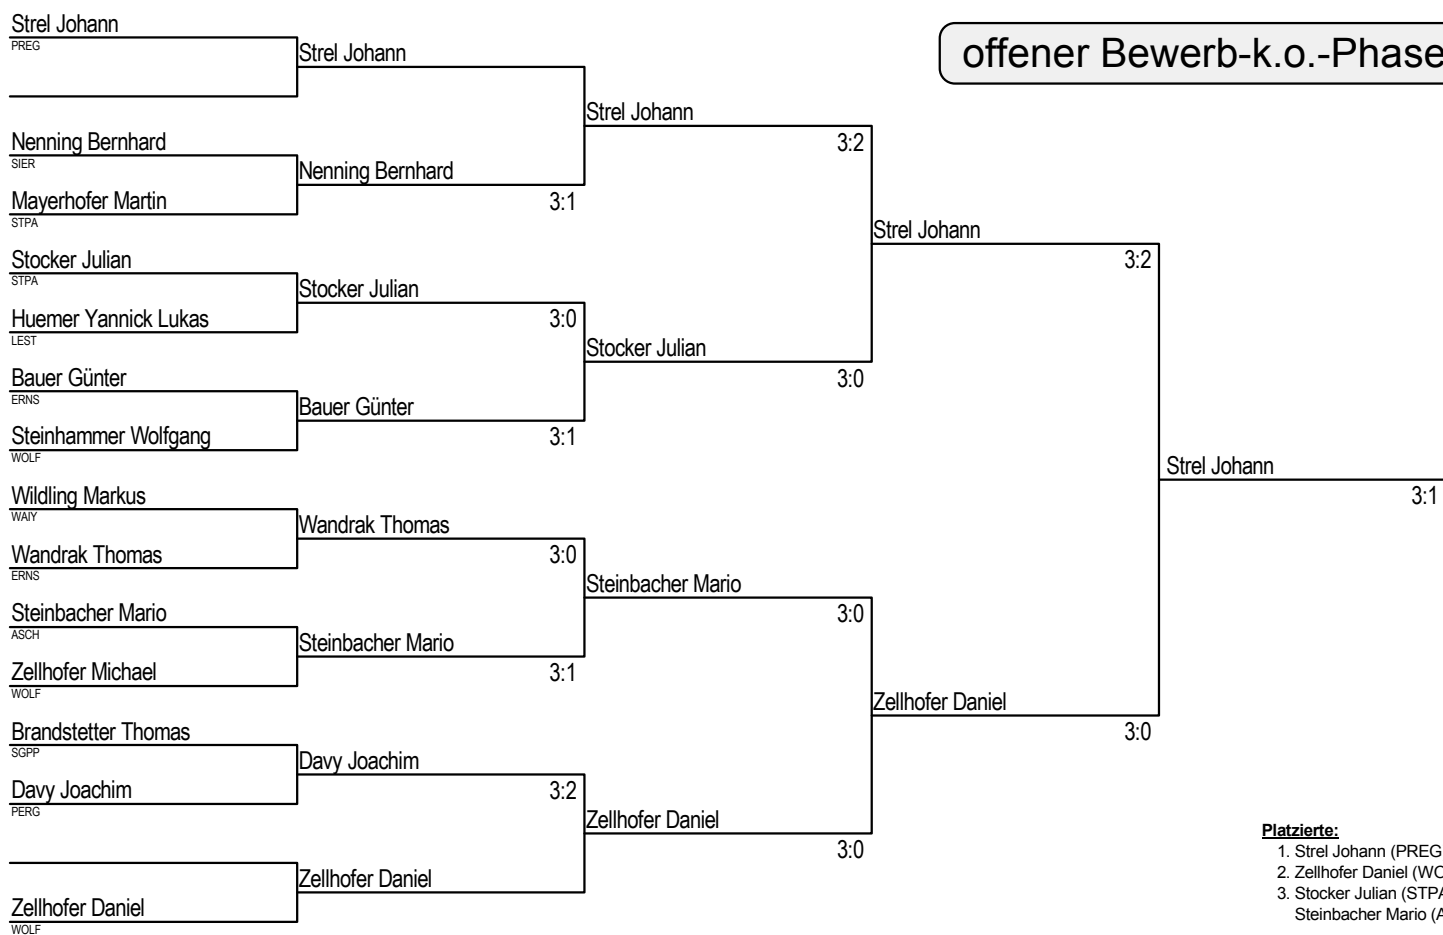 offener Bewerb-k.o.-Phase
Strel Johann
PREG
Nenning Bernhard
SIER
Mayerhofer Martin
STPA
Stocker Julian
STPA
Huemer Yannick Lukas
LEST
Bauer Günter
ERNS
Steinhammer Wolfgang
WOLF
Wildling Markus
WAIY
Wandrak Thomas
ERNS
Steinbacher Mario
ASCH
Zellhofer Michael
WOLF
Brandstetter Thomas
SGPP
Davy Joachim
PERG
Zellhofer Daniel
WOLF
Strel Johann
Nenning Bernhard
3:1
Stocker Julian
3:0
Bauer Günter
3:1
Wandrak Thomas
3:0
Steinbacher Mario
3:1
Davy Joachim
3:2
Zellhofer Daniel
Strel Johann
3:2
Stocker Julian
3:0
Steinbacher Mario
3:0
Zellhofer Daniel
3:0
Strel Johann
3:2
Zellhofer Daniel
3:0
Strel Johann
3:1
Platzierte:
1. Strel Johann (PREG
2. Zellhofer Daniel (WO
3. Stocker Julian (STPA
Steinbacher Mario (A